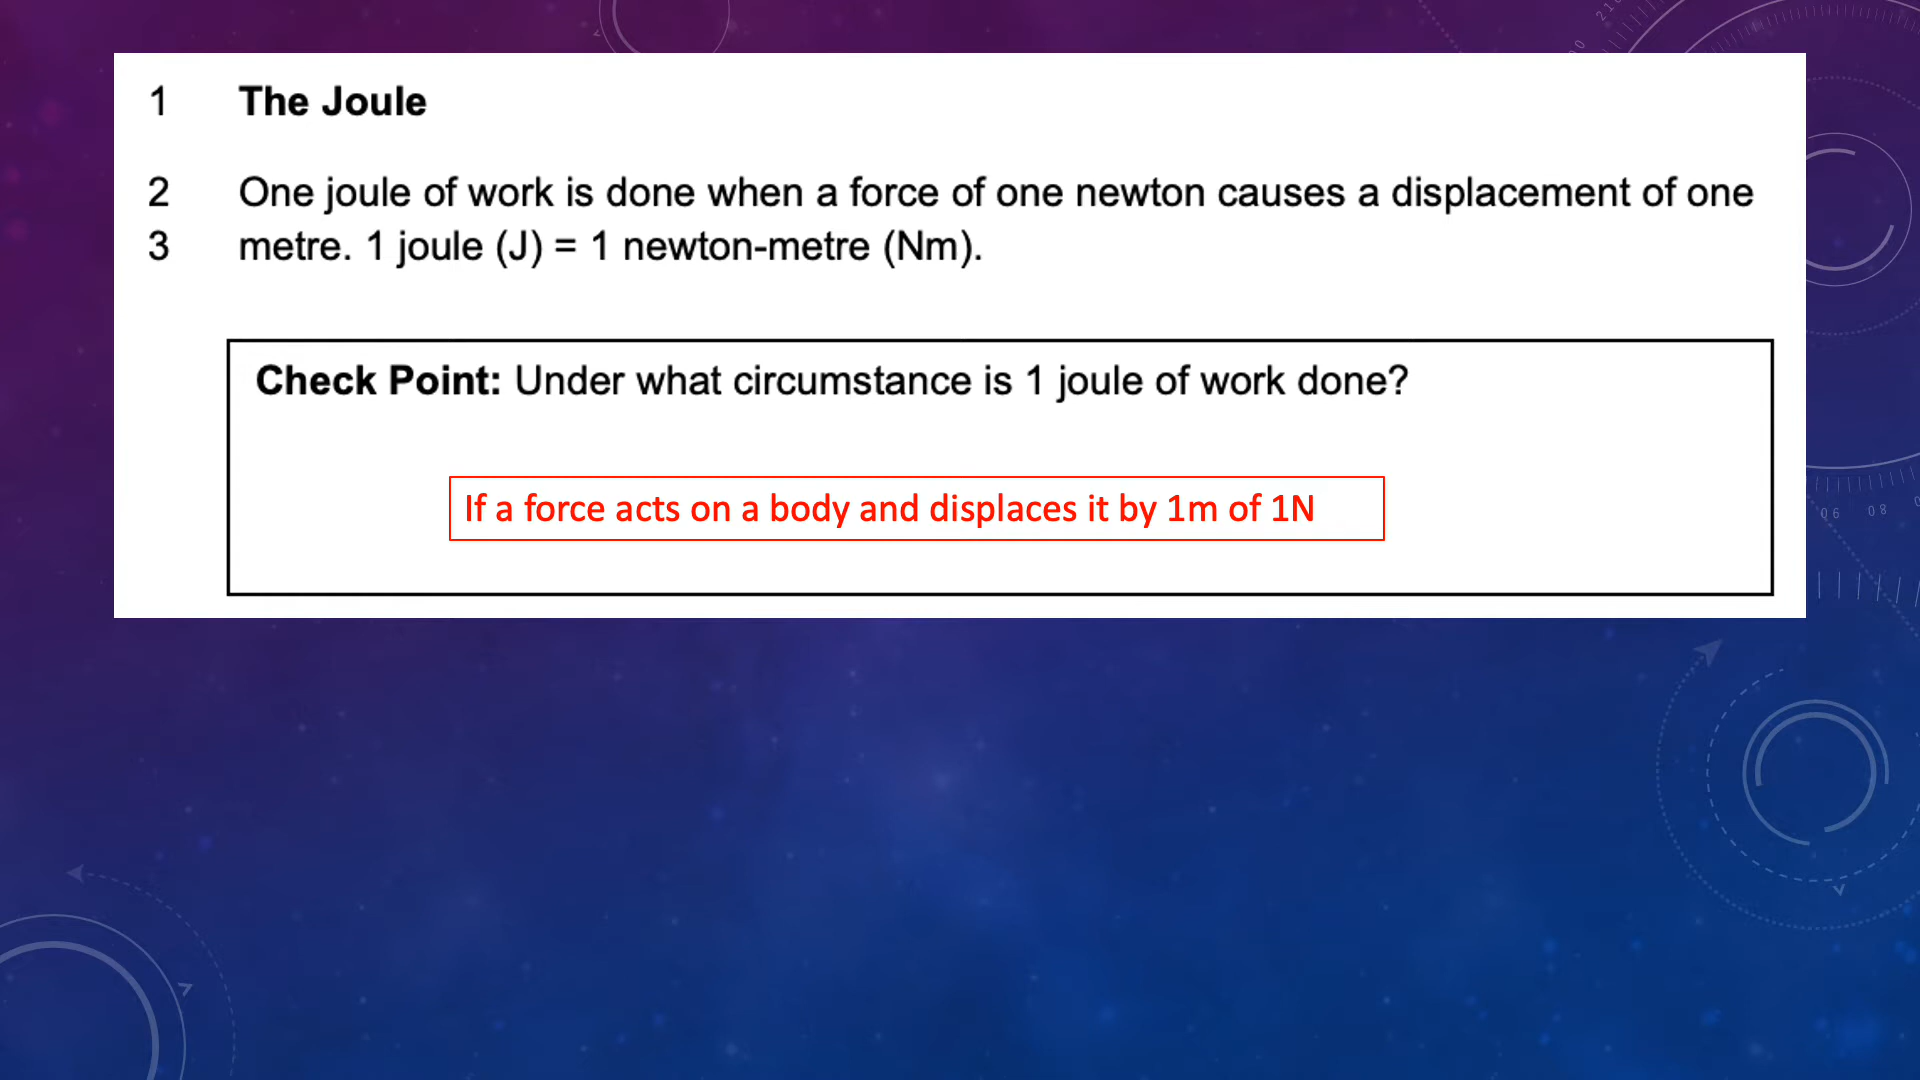 1 The Joule
2 One joule of work is done when a force of one newton causes a displacement of one
3 metre. 1 joule (J) = 1 newton-metre (Nm).
Check Point: Under what circumstance is 1 joule of work done?
If a force acts on a body and displaces it by 1m of 1N